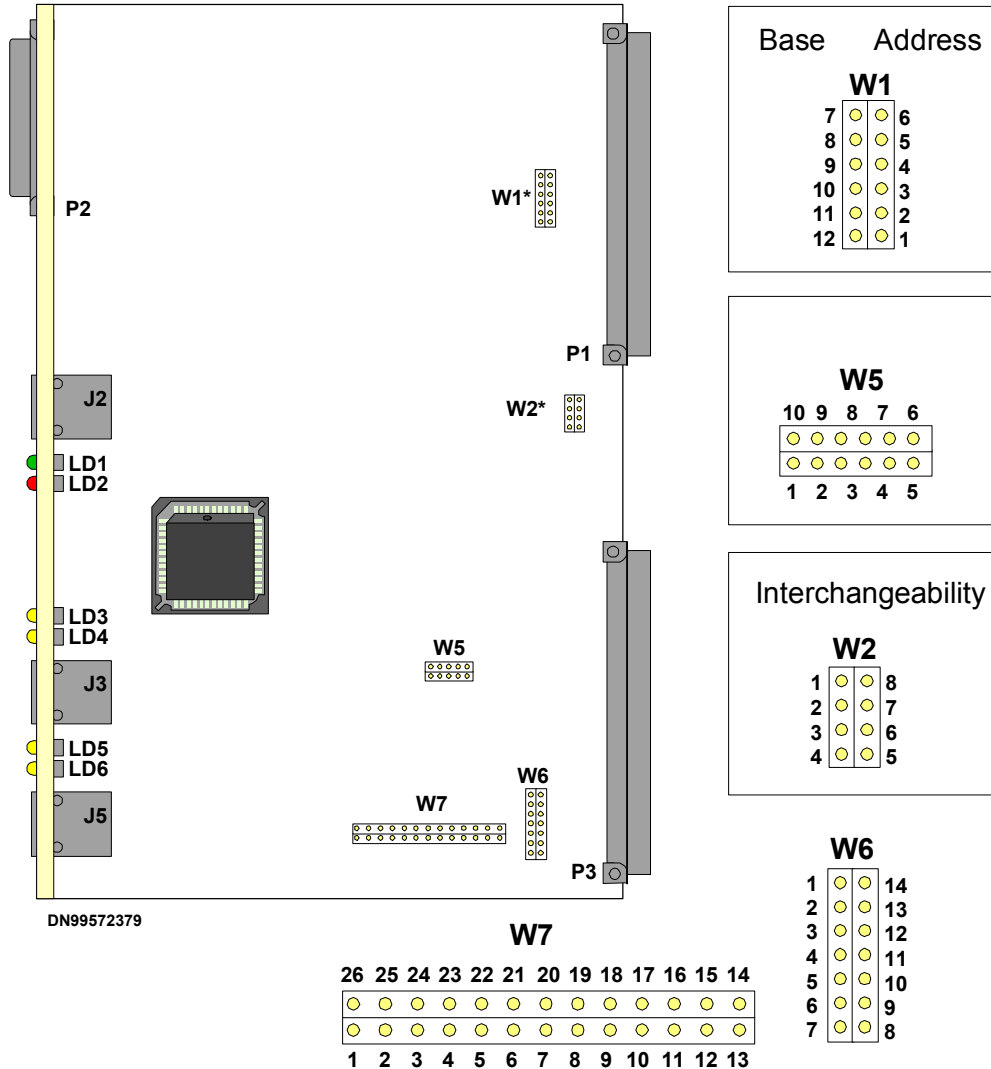 P2
J2
LD1
LD2
LD3
LD4
J3
LD5
LD6
J5
W1*
P1
W2*
W5
W6
W7
P3
DN99572379
Base Address
W1
7 6
8 5
9 4
10 3
11 2
12 1
W5
10 9 8 7 6
1 2 3 4 5
Interchangeability
W2
1 8
2 7
3 6
4 5
W6
1 14
2 13
3 12
4 11
5 10
6 9
7 8
W7
26 25 24 23 22 21 20 19 18 17 16 15 14
1 2 3 4 5 6 7 8 9 10 11 12 13